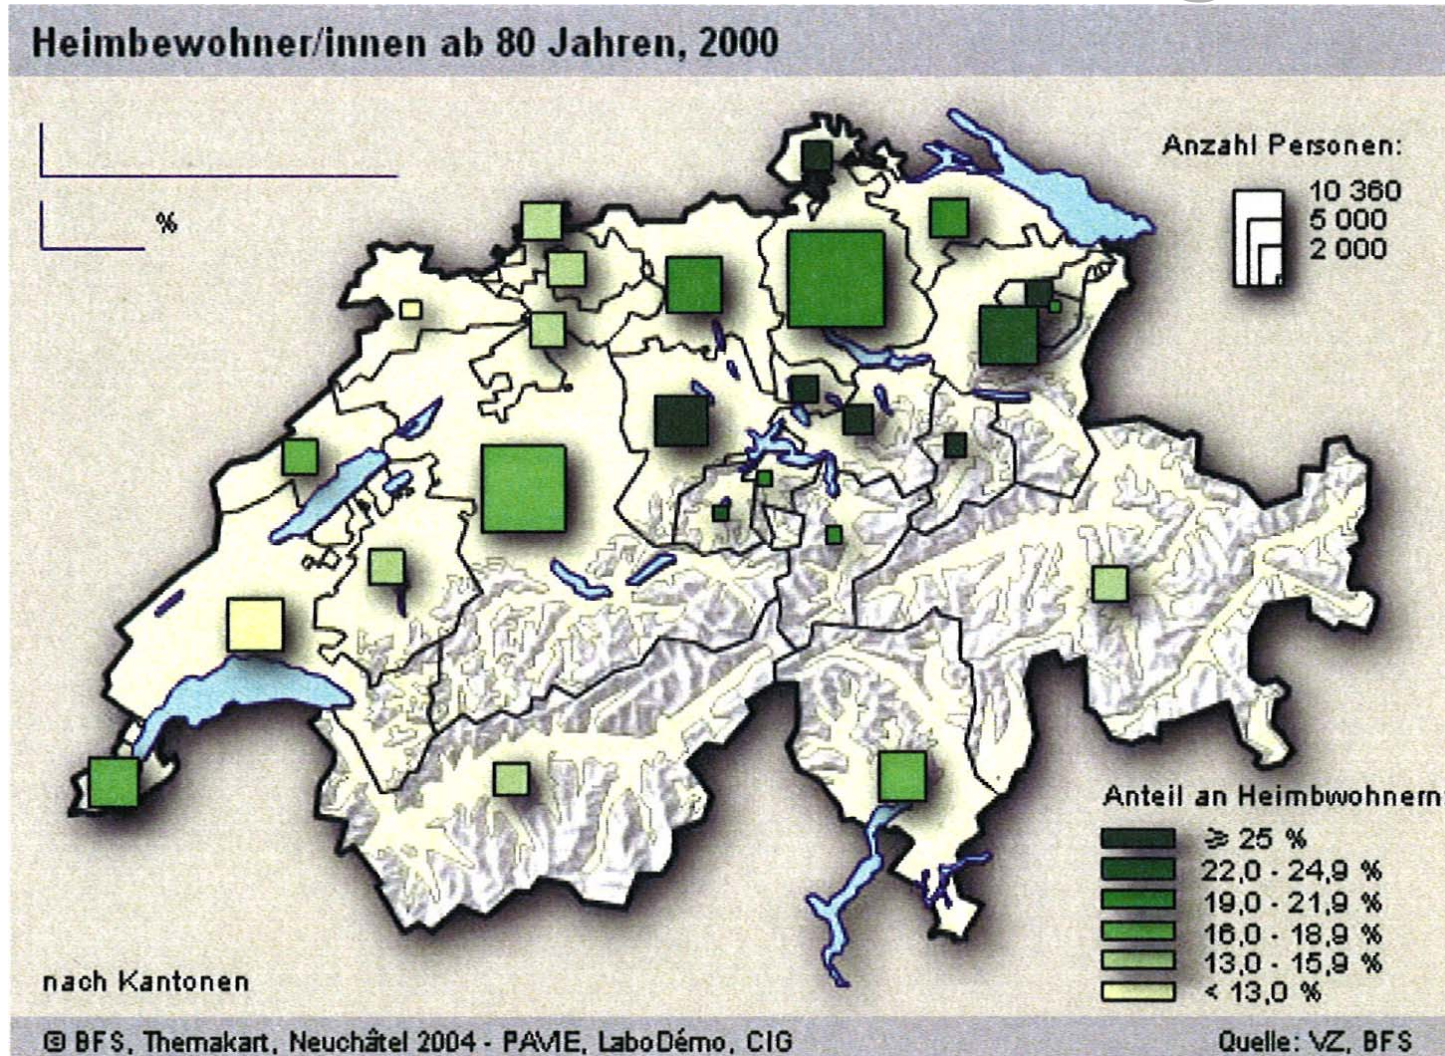 Heimbewohner/innen ab 80 Jahren, 2000
%
Anzahl Personen:
10 360
5 000
2 000
Anteil an Heimbwohnern
≥ 25 %
22,0 - 24,9 %
19,0 - 21,9 %
16,0 - 18,9 %
13,0 - 15,9 %
< 13,0 %
nach Kantonen
© BFS, Themakart, Neuchâtel 2004 - PAVIE, LaboDémo, CIG
Quelle: VZ, BFS